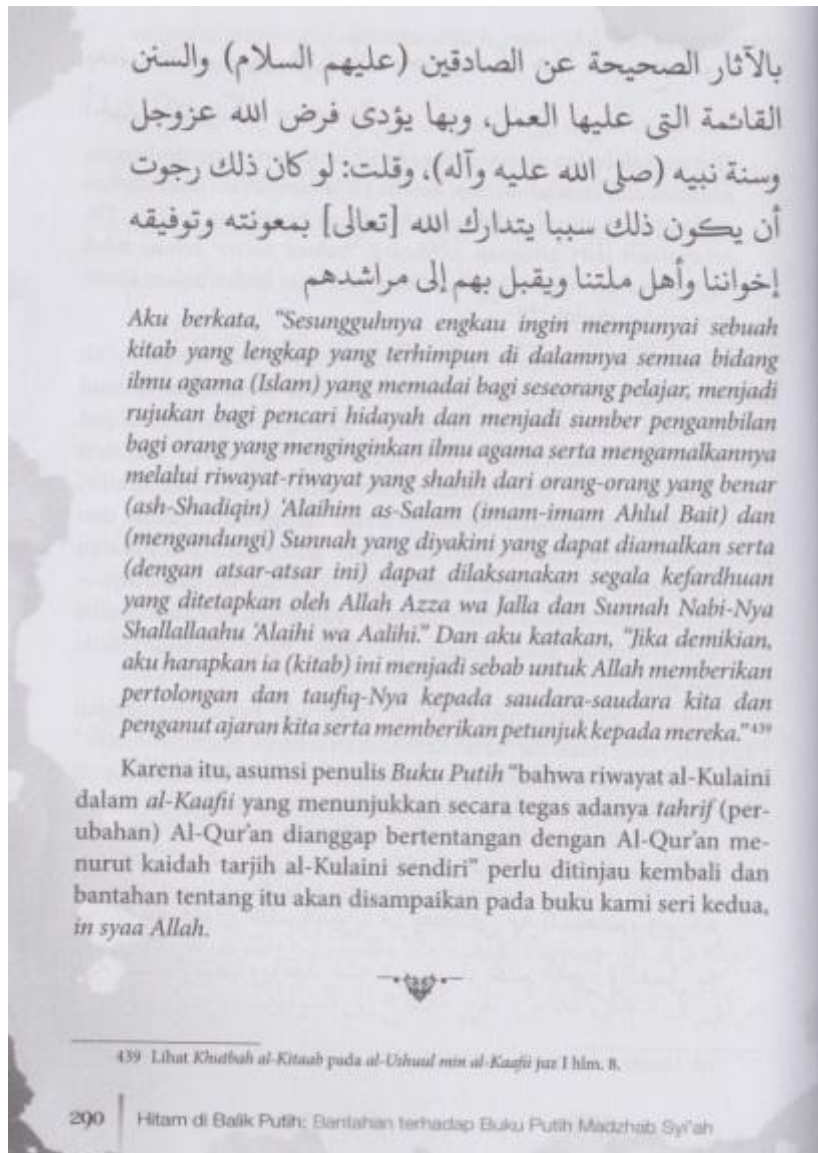 بالآثار الصحيحة عن الصادقين (عليهم السلام) والسنن
القائمة التى عليها العمل، وبها يؤدى فرض الله عزوجل
وسنة نبيه (صلى الله عليه وآله)، وقلت: لو كان ذلك رجوت
أن يكون ذلك سببا يتدارك الله [تعالى] بمعونته وتوفيقه
إخواننا وأهل ملتنا ويقبل بهم إلى مراشدهم
Aku berkata, "Sesungguhnya engkau ingin mempunyai sebuah
kitab yang lengkap yang terhimpun di dalamnya semua bidang
ilmu agama (Islam) yang memadai bagi seseorang pelajar, menjadi
rujukan bagi pencari hidayah dan menjadi sumber pengambilan
bagi orang yang menginginkan ilmu agama serta mengamalkannya
melalui riwayat-riwayat yang shahih dari orang-orang yang benar
(ash-Shadiqin) 'Alaihim as-Salam (imam-imam Ahlul Bait) dan
(mengandungi) Sunnah yang diyakini yang dapat diamalkan serta
(dengan atsar-atsar ini) dapat dilaksanakan segala kefardhuan
yang ditetapkan oleh Allah Azza wa Jalla dan Sunnah Nabi-Nya
Shallallaahu 'Alaihi wa Aalihi." Dan aku katakan, "Jika demikian,
aku harapkan ia (kitab) ini menjadi sebab untuk Allah memberikan
pertolongan dan taufiq-Nya kepada saudara-saudara kita dan
penganut ajaran kita serta memberikan petunjuk kepada mereka."439
Karena itu, asumsi penulis Buku Putih "bahwa riwayat al-Kulaini
dalam al-Kaafii yang menunjukkan secara tegas adanya tahrif (per-
ubahan) Al-Qur'an dianggap bertentangan dengan Al-Qur'an me-
nurut kaidah tarjih al-Kulaini sendiri" perlu ditinjau kembali dan
bantahan tentang itu akan disampaikan pada buku kami seri kedua,
in syaa Allah.
439 Lihat Khutbah al-Kitaab pada al-Ushuul min al-Kaafii juz I hlm. 8.
290 Hitam di Balik Putih: Bantahan terhadap Buku Putih Madzhab Syi'ah